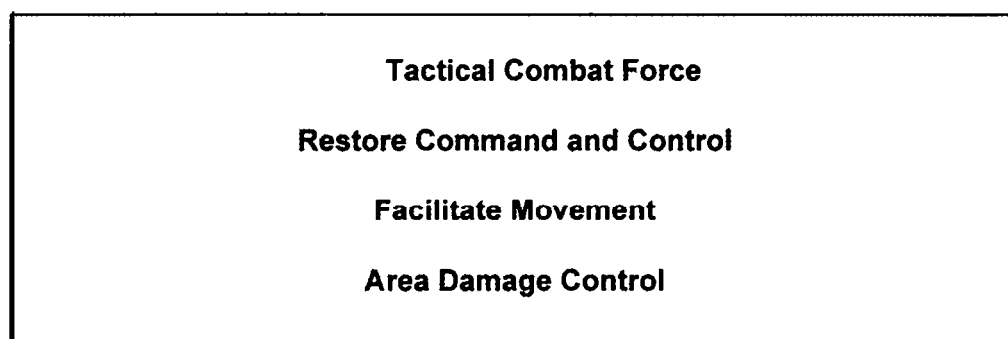 Tactical Combat Force
Restore Command and Control
Facilitate Movement
Area Damage Control